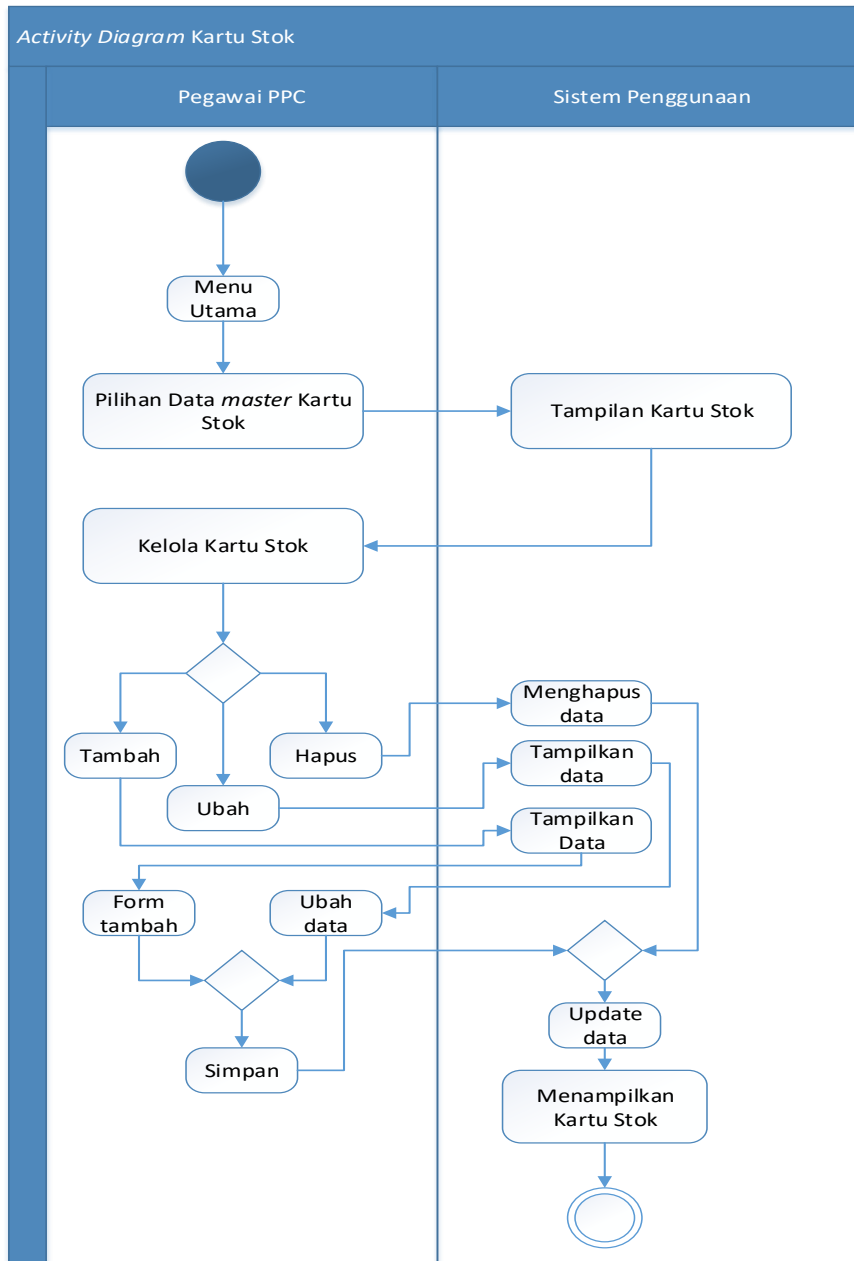 Activity Diagram Kartu Stok
Pegawai PPC
Sistem Penggunaan
Menu
Utama
Pilihan Data master Kartu
Stok
Tampilan Kartu Stok
Kelola Kartu Stok
Menghapus
data
Tambah
Hapus
Tampilkan
data
Ubah
Tampilkan
Data
Form
tambah
Ubah
data
Update
data
Simpan
Menampilkan
Kartu Stok